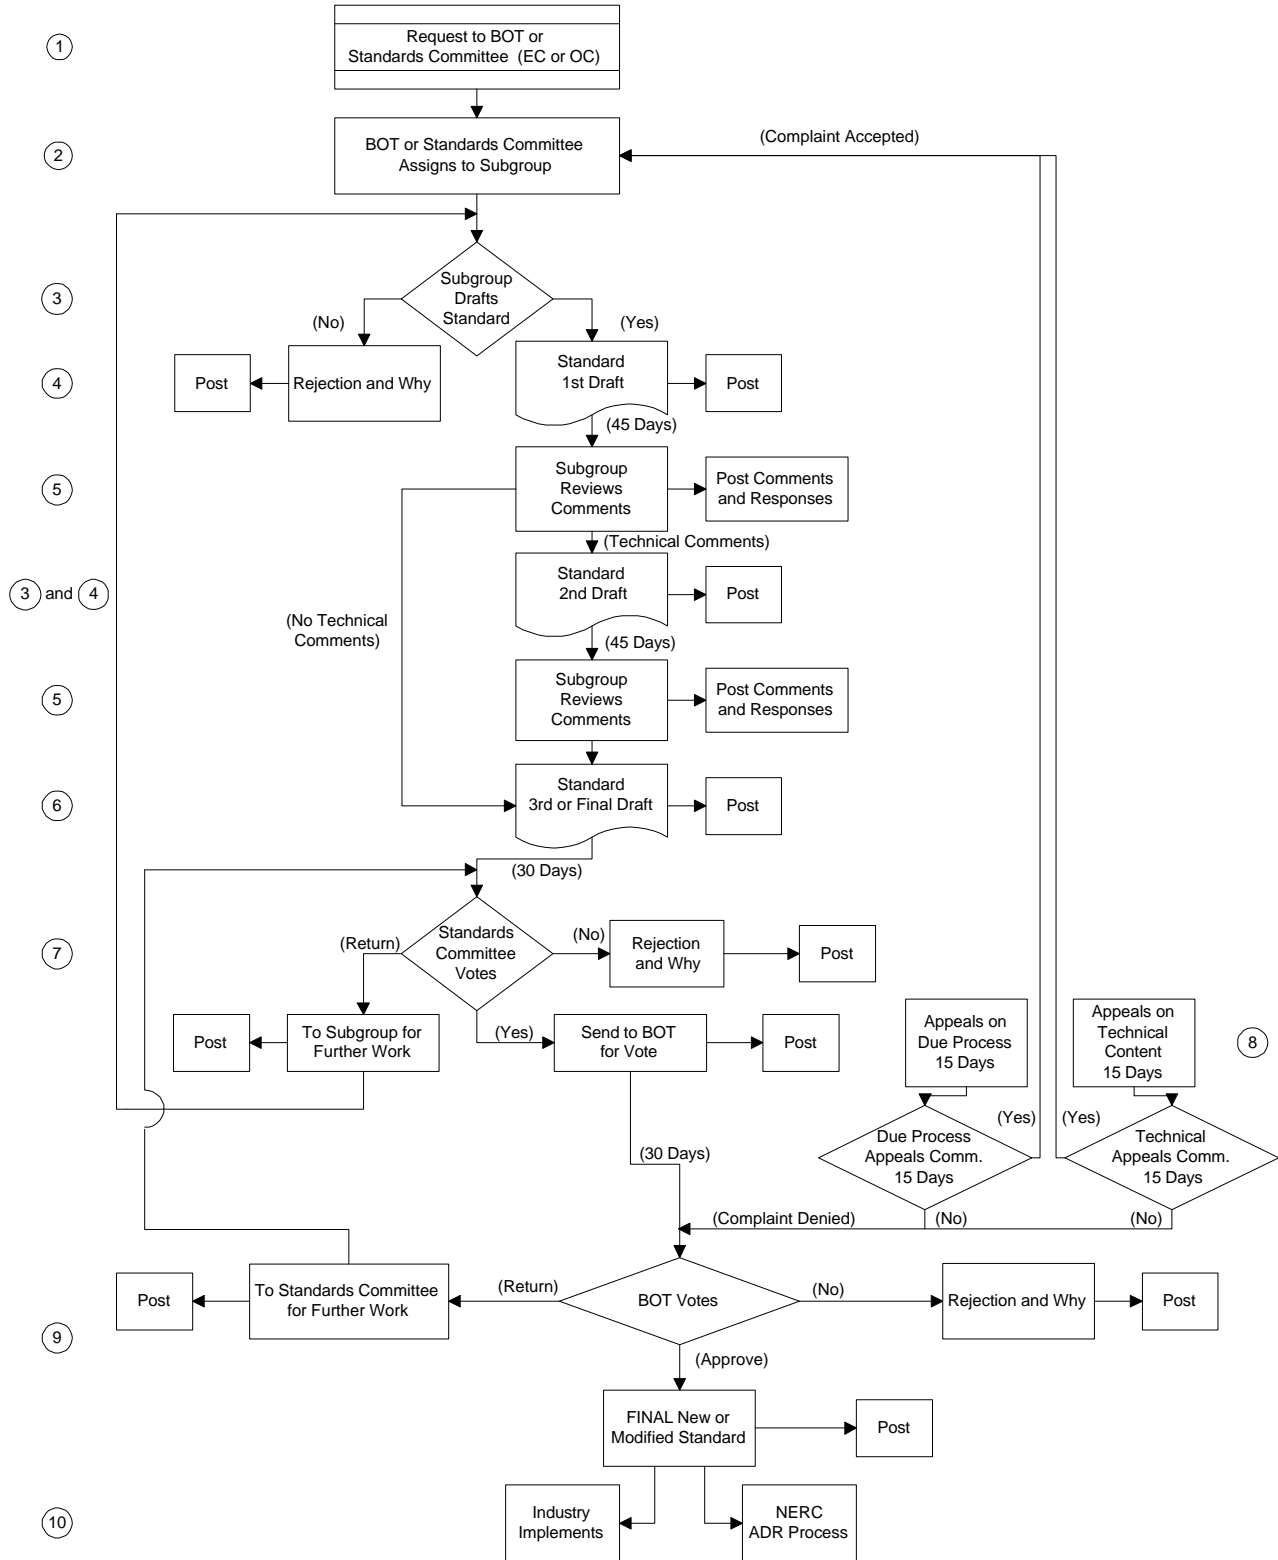 1
Request to BOT or
Standards Committee (EC or OC)
2
BOT or Standards Committee
Assigns to Subgroup
(Complaint Accepted)
3
Subgroup
Drafts
Standard
(No)
(Yes)
4
Post
Rejection and Why
Standard
1st Draft
Post
(45 Days)
5
Subgroup
Reviews
Comments
Post Comments
and Responses
(Technical Comments)
3 and 4
(No Technical
Comments)
Standard
2nd Draft
Post
(45 Days)
5
Subgroup
Reviews
Comments
Post Comments
and Responses
6
Standard
3rd or Final Draft
Post
(30 Days)
7
(Return)
Standards
Committee
Votes
(No)
Rejection
and Why
Post
Post
To Subgroup for
Further Work
(Yes)
Send to BOT
for Vote
Post
Appeals on
Due Process
15 Days
Appeals on
Technical
Content
15 Days
8
(30 Days)
Due Process
Appeals Comm.
15 Days
(Yes)
(Yes)
Technical
Appeals Comm.
15 Days
(Complaint Denied)
(No)
(No)
Post
To Standards Committee
for Further Work
(Return)
BOT Votes
(No)
Rejection and Why
Post
9
(Approve)
FINAL New or
Modified Standard
Post
10
Industry
Implements
NERC
ADR Process